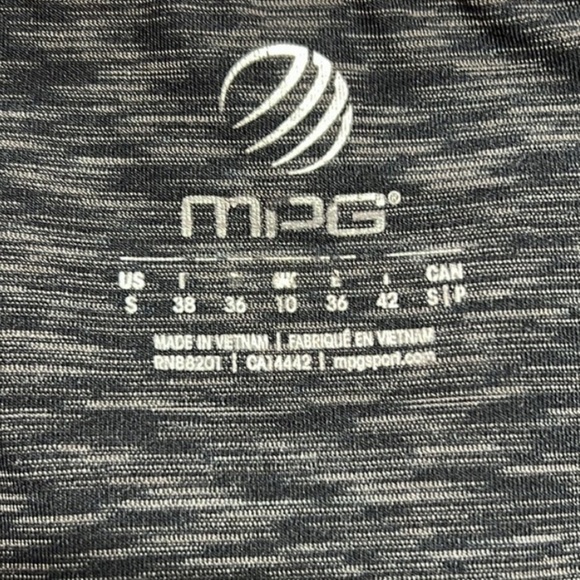 MPG®
US CAN
S 38 36 10 36 42 S|P
MADE IN VIETNAM | FABRIQUÉ EN VIETNAM
RN88201 | CA14442 | mpgsport.com